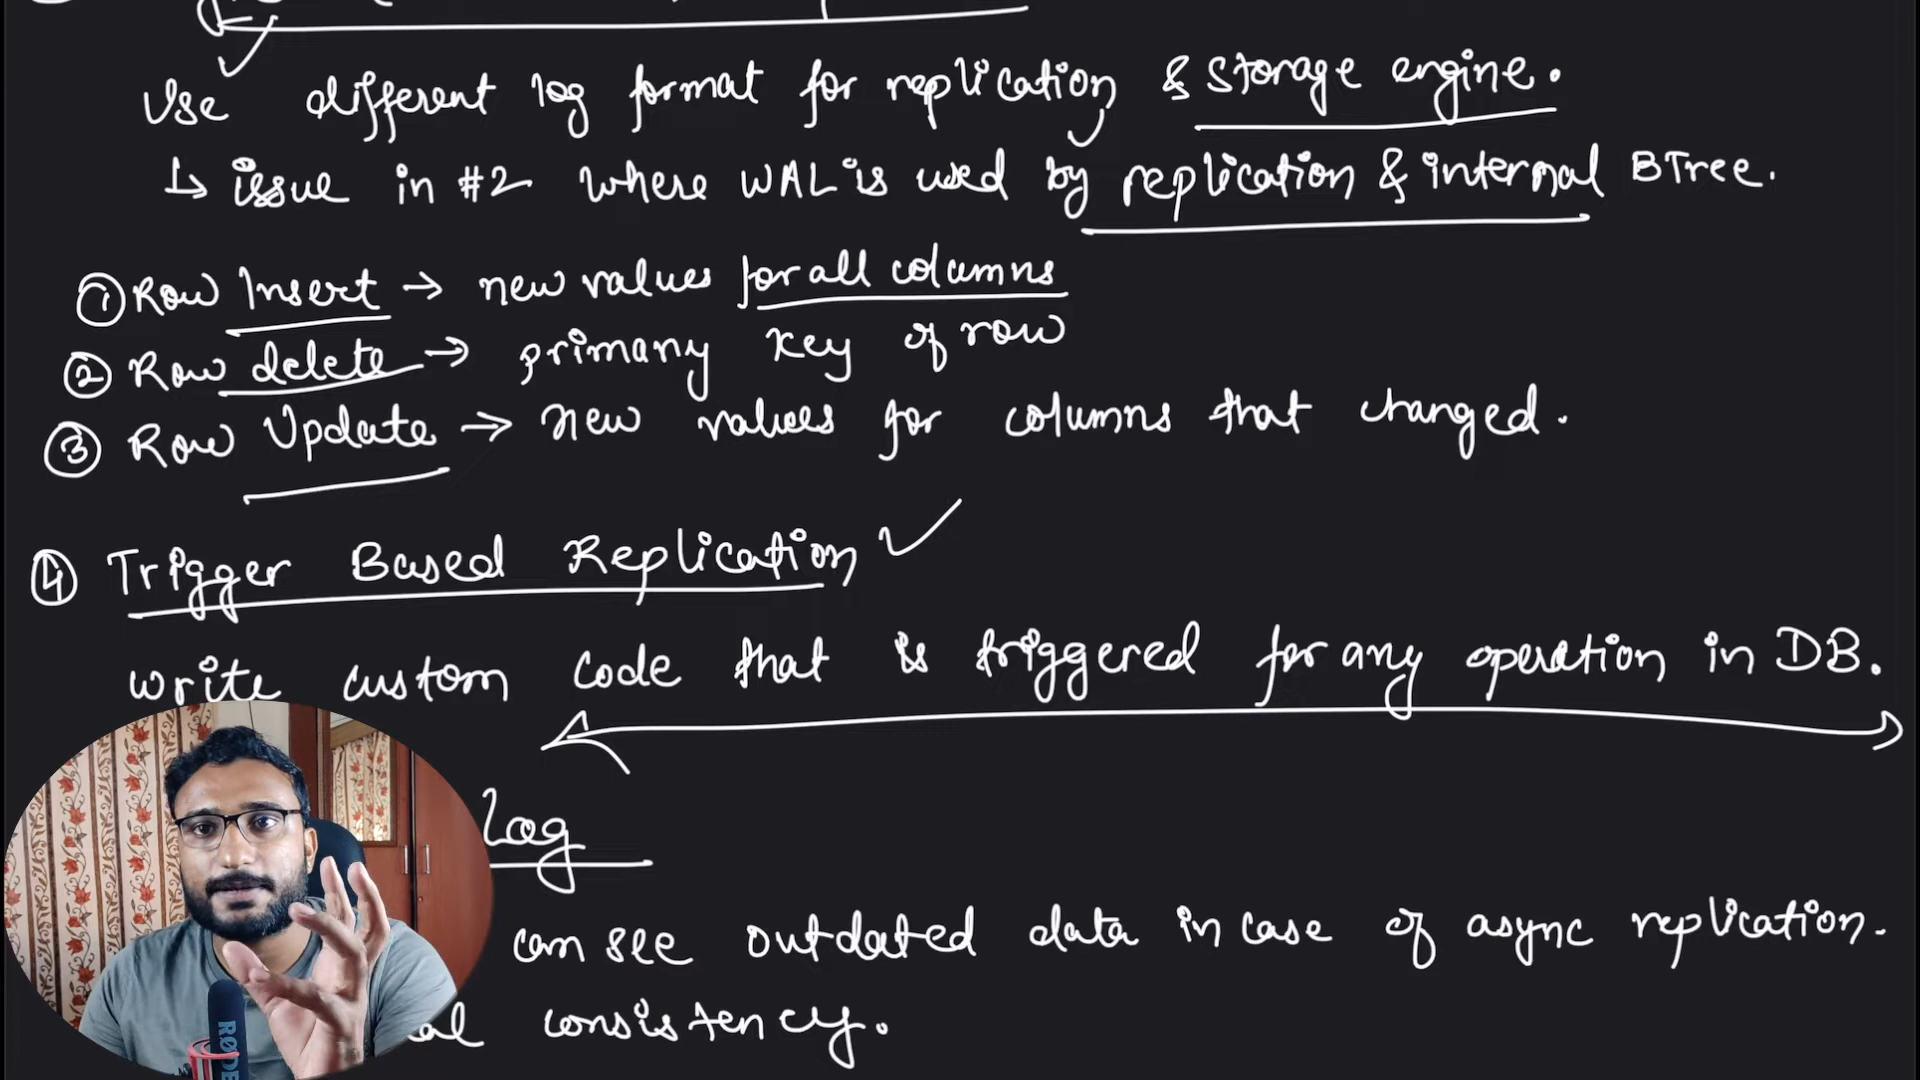 Use different log format for replication & storage engine.
↳ issue in #2 where WAL is used by replication & internal BTree.
① Row Insert → new values for all columns
② Row delete → primary key of row
③ Row Update → new values for columns that changed.
④ Trigger Based Replication ✓
write custom code that is triggered for any operation in DB.
Lag
can see outdated data in case of async replication.
consistency.
RØDE